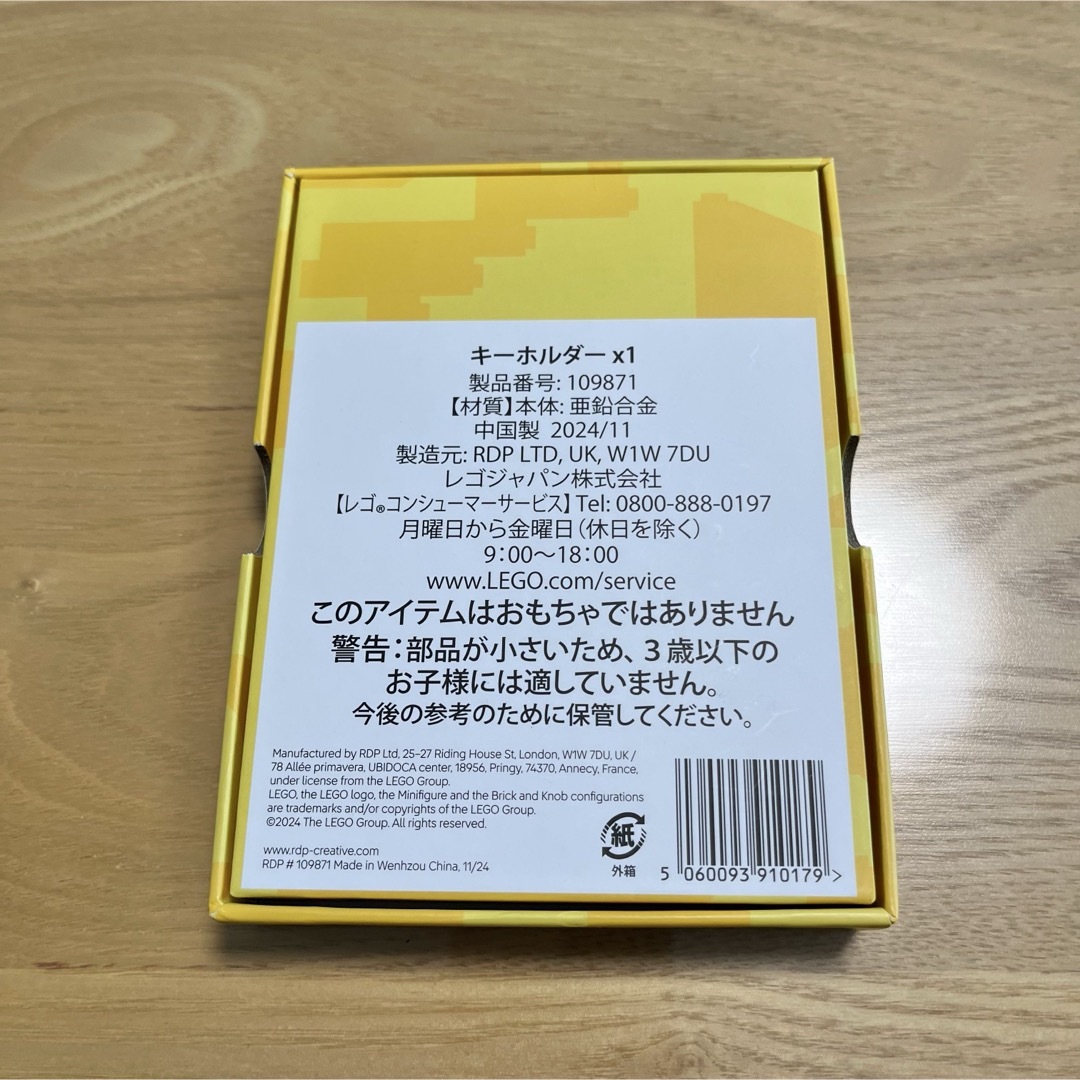 キーホルダー x1
製品番号: 109871
【材質】本体: 亜鉛合金
中国製 2024/11
製造元: RDP LTD, UK, W1W 7DU
レゴジャパン株式会社
【レゴ®コンシューマーサービス】Tel: 0800-888-0197
月曜日から金曜日（休日を除く）
9：00～18：00
www.LEGO.com/service
このアイテムはおもちゃではありません
警告：部品が小さいため、3歳以下の
お子様には適していません。
今後の参考のために保管してください。
Manufactured by RDP Ltd, 25-27 Riding House St, London, W1W 7DU, UK /
78 Allée primavera, UBIDOCA center, 18956, Pringy, 74370, Annecy, France,
under license from the LEGO Group.
LEGO, the LEGO logo, the Minifigure and the Brick and Knob configurations
are trademarks and/or copyrights of the LEGO Group.
©2024 The LEGO Group. All rights reserved.
www.rdp-creative.com
RDP # 109871 Made in Wenhzou China, 11/24
紙
外箱
5 060093 910179 >